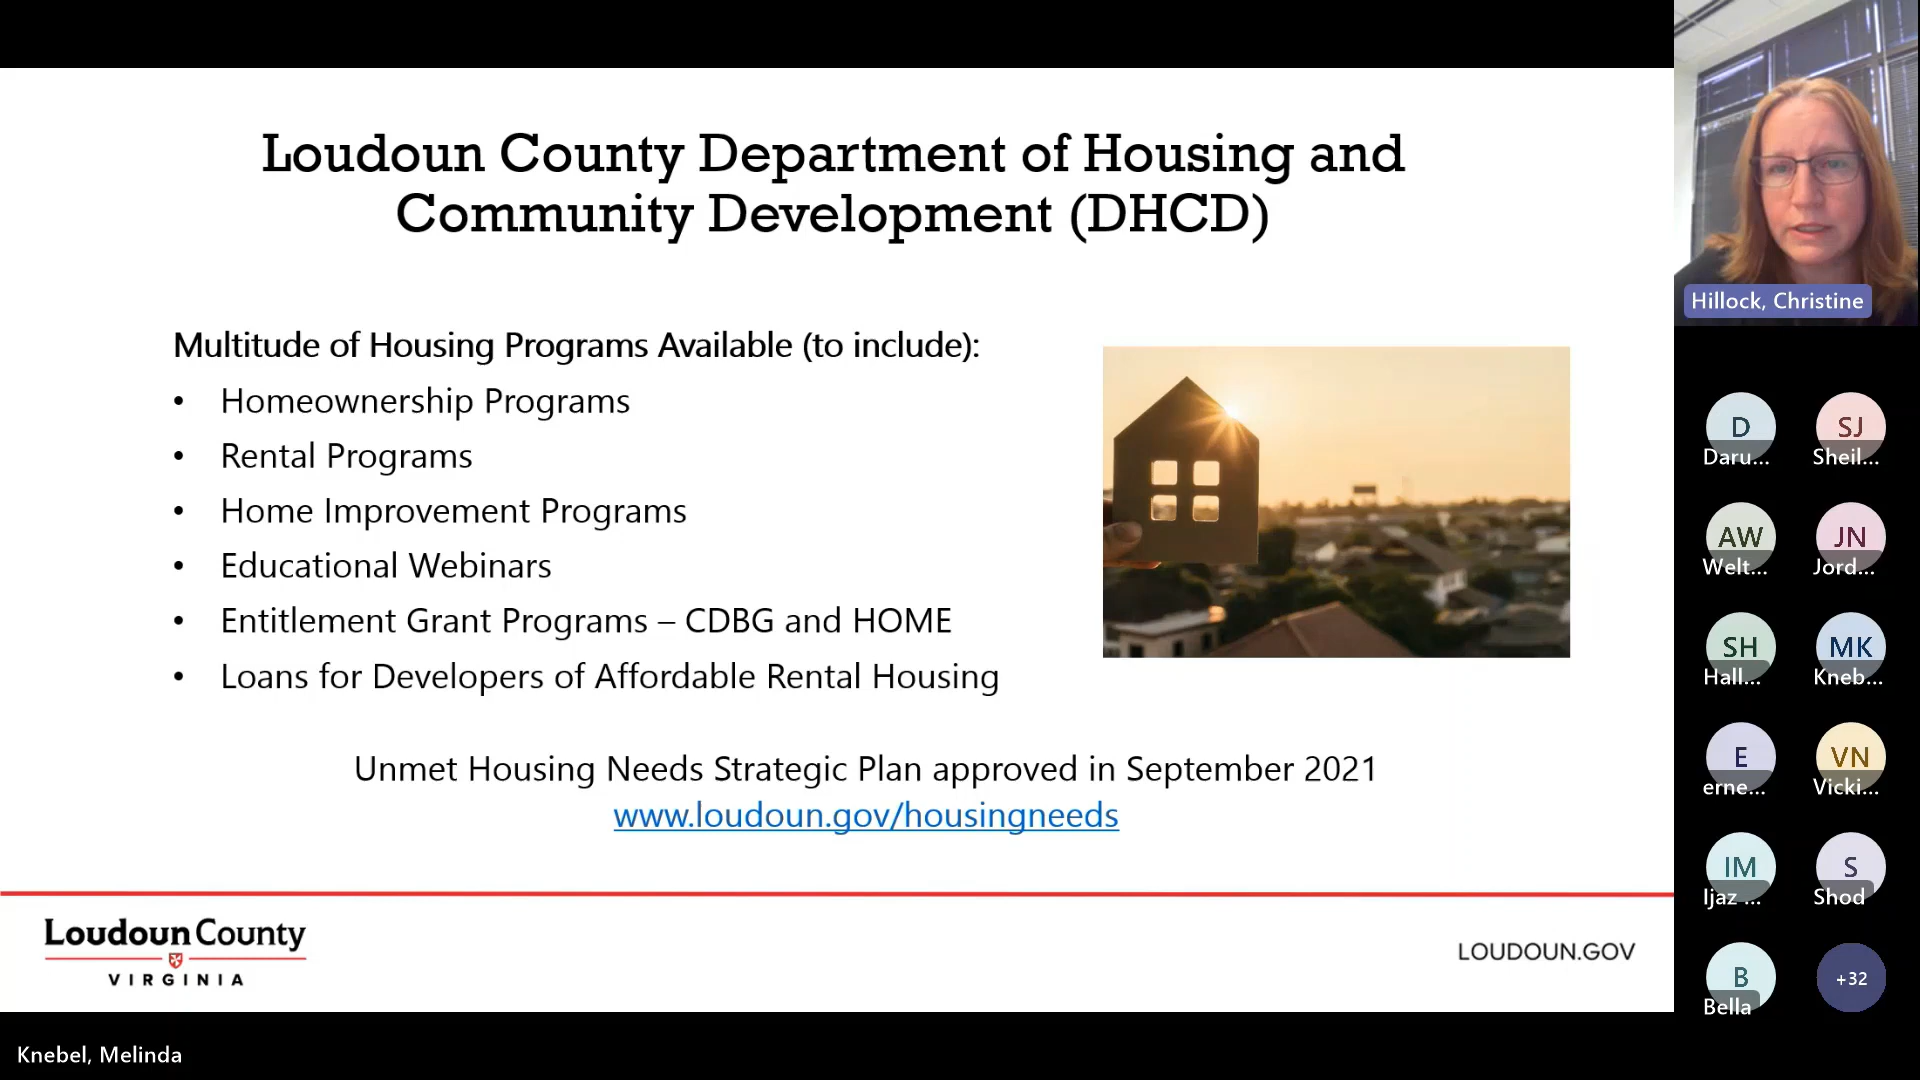 Loudoun County Department of Housing and
Community Development (DHCD)
Multitude of Housing Programs Available (to include):
• Homeownership Programs
• Rental Programs
• Home Improvement Programs
• Educational Webinars
• Entitlement Grant Programs – CDBG and HOME
• Loans for Developers of Affordable Rental Housing
Unmet Housing Needs Strategic Plan approved in September 2021
www.loudoun.gov/housingneeds
Loudoun County
VIRGINIA
LOUDOUN.GOV
Knebel, Melinda
Hillock, Christine
D SJ
Daru... Sheil...
AW JN
Welt... Jord...
SH MK
Hall... Kneb...
E VN
erne... Vicki...
IM S
Ijaz ... Shod
B +32
Bella